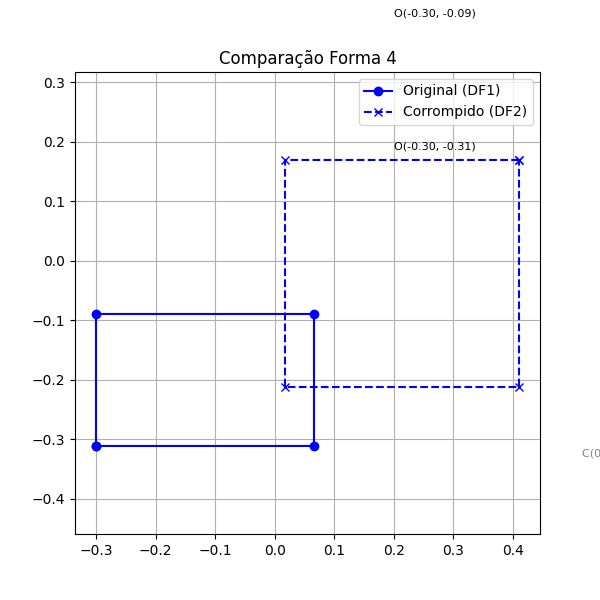 O(-0.30, -0.09)
Comparação Forma 4
Original (DF1)
Corrompido (DF2)
O(-0.30, -0.31)
0.3
0.2
0.1
0.0
−0.1
−0.2
−0.3
−0.4
C(0
−0.3 −0.2 −0.1 0.0 0.1 0.2 0.3 0.4